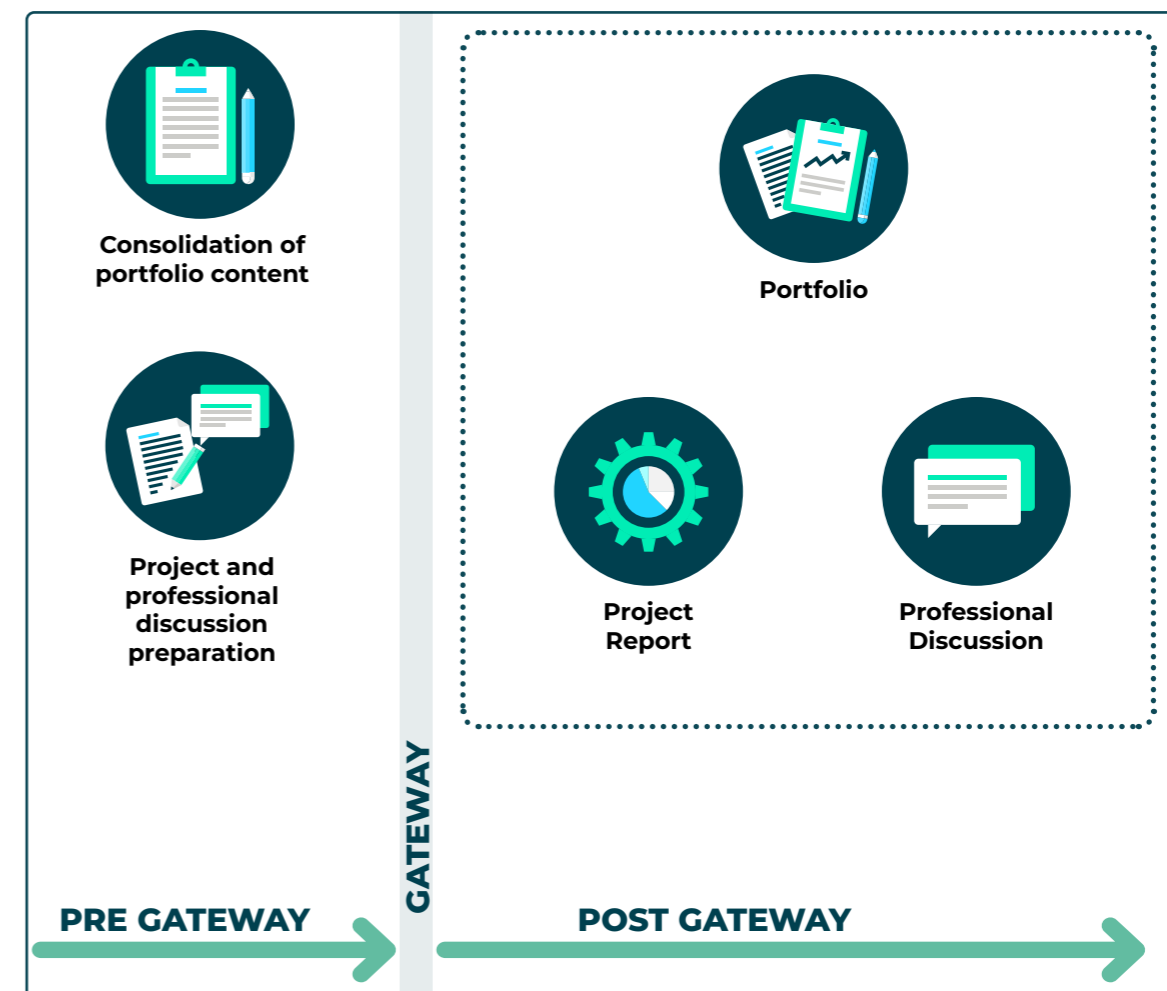 Consolidation of
portfolio content
Project and
professional
discussion
preparation
GATEWAY
Portfolio
Project
Report
Professional
Discussion
PRE GATEWAY
POST GATEWAY